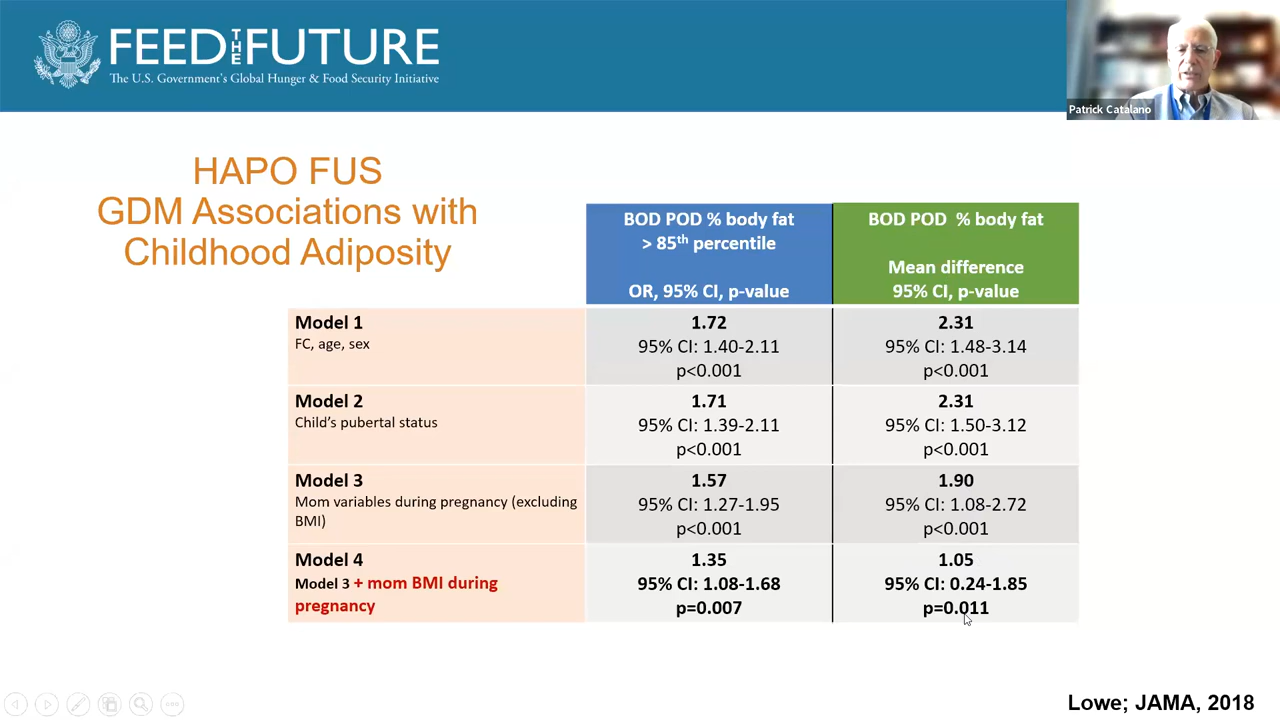 FEED THE FUTURE
The U.S. Government's Global Hunger & Food Security Initiative
Patrick Catalano
HAPO FUS
GDM Associations with
Childhood Adiposity
BOD POD % body fat
> 85th percentile
OR, 95% CI, p-value
BOD POD % body fat
Mean difference
95% CI, p-value
Model 1
FC, age, sex
1.72
95% CI: 1.40-2.11
p<0.001
2.31
95% CI: 1.48-3.14
p<0.001
Model 2
Child's pubertal status
1.71
95% CI: 1.39-2.11
p<0.001
2.31
95% CI: 1.50-3.12
p<0.001
Model 3
Mom variables during pregnancy (excluding
BMI)
1.57
95% CI: 1.27-1.95
p<0.001
1.90
95% CI: 1.08-2.72
p<0.001
Model 4
Model 3 + mom BMI during
pregnancy
1.35
95% CI: 1.08-1.68
p=0.007
1.05
95% CI: 0.24-1.85
p=0.011
Lowe; JAMA, 2018